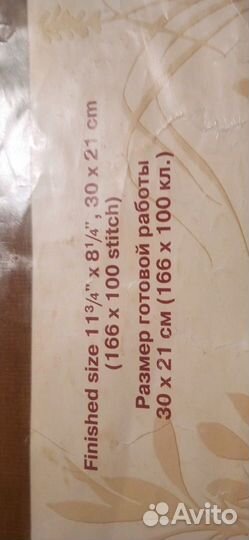 Finished size 11³/₄" x 8¹/₄", 30 x 21 cm
(166 x 100 stitch)
Размер готовой работы
30 x 21 см (166 x 100 кл.)
Avito